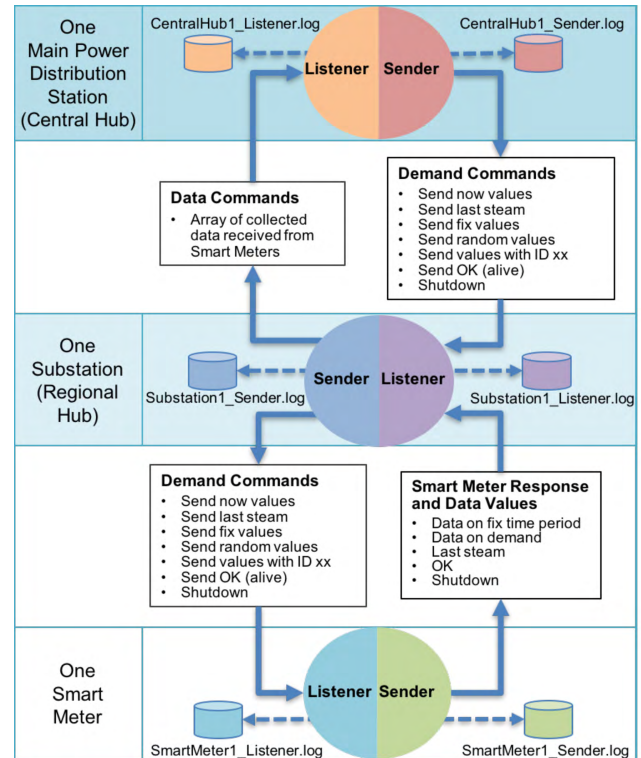 One
Main Power
Distribution
Station
(Central Hub)
CentralHub1_Listener.log
CentralHub1_Sender.log
Listener
Sender
Data Commands
• Array of collected
data received from
Smart Meters
Demand Commands
• Send now values
• Send last steam
• Send fix values
• Send random values
• Send values with ID xx
• Send OK (alive)
• Shutdown
One
Substation
(Regional
Hub)
Sender
Listener
Substation1_Sender.log
Substation1_Listener.log
Demand Commands
• Send now values
• Send last steam
• Send fix values
• Send random values
• Send values with ID xx
• Send OK (alive)
• Shutdown
Smart Meter Response
and Data Values
• Data on fix time period
• Data on demand
• Last steam
• OK
• Shutdown
One
Smart
Meter
Listener
Sender
SmartMeter1_Listener.log
SmartMeter1_Sender.log